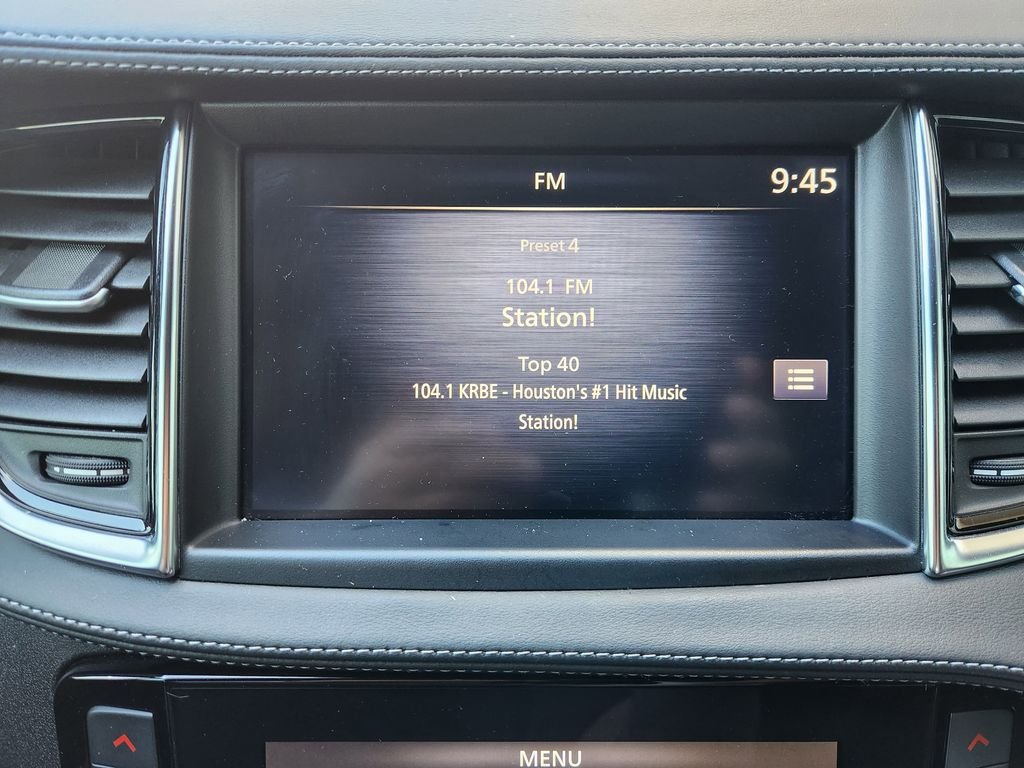 FM
9:45
Preset 4
104.1 FM
Station!
Top 40
104.1 KRBE - Houston's #1 Hit Music
Station!
MENU